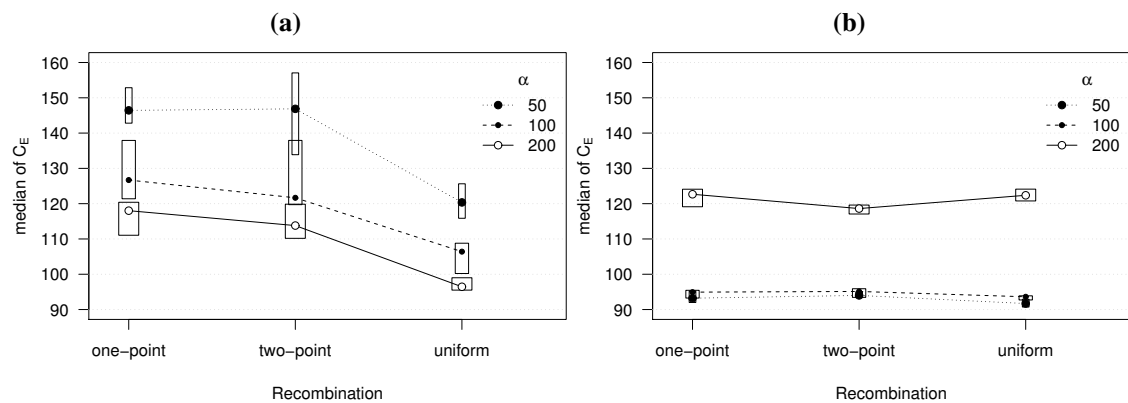 (a)
median of CE
160
150
140
130
120
110
100
90
α
50
100
200
one−point two−point uniform
Recombination
(b)
median of CE
160
150
140
130
120
110
100
90
α
50
100
200
one−point two−point uniform
Recombination